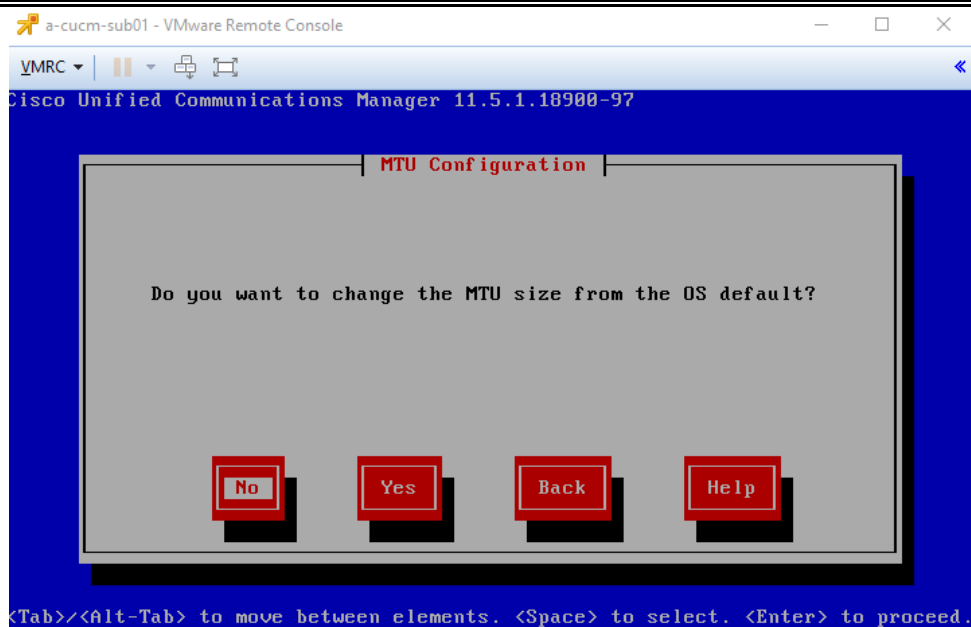 a-cucm-sub01 - VMware Remote Console
VMRC
Cisco Unified Communications Manager 11.5.1.18900-97
MTU Configuration
Do you want to change the MTU size from the OS default?
No Yes Back Help
<Tab>/<Alt-Tab> to move between elements. <Space> to select. <Enter> to proceed.